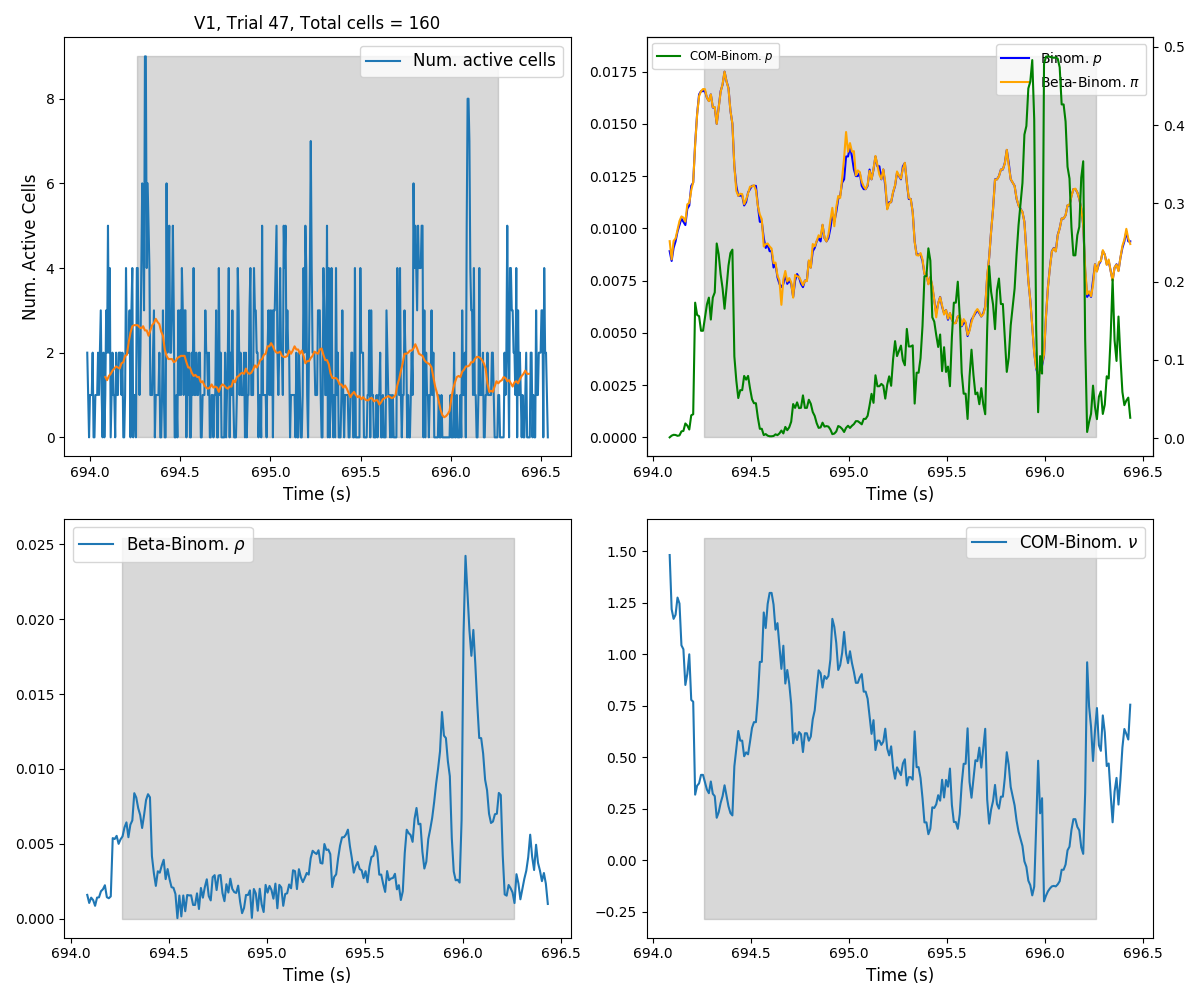 V1, Trial 47, Total cells = 160
Num. active cells
Num. Active Cells
8
6
4
2
0
694.0 694.5 695.0 695.5 696.0 696.5
Time (s)
COM-Binom. p
Binom. p
Beta-Binom. π
0.0175
0.0150
0.0125
0.0100
0.0075
0.0050
0.0025
0.0000
0.5
0.4
0.3
0.2
0.1
0.0
694.0 694.5 695.0 695.5 696.0 696.5
Time (s)
Beta-Binom. ρ
0.025
0.020
0.015
0.010
0.005
0.000
694.0 694.5 695.0 695.5 696.0 696.5
Time (s)
COM-Binom. ν
1.50
1.25
1.00
0.75
0.50
0.25
0.00
−0.25
694.0 694.5 695.0 695.5 696.0 696.5
Time (s)